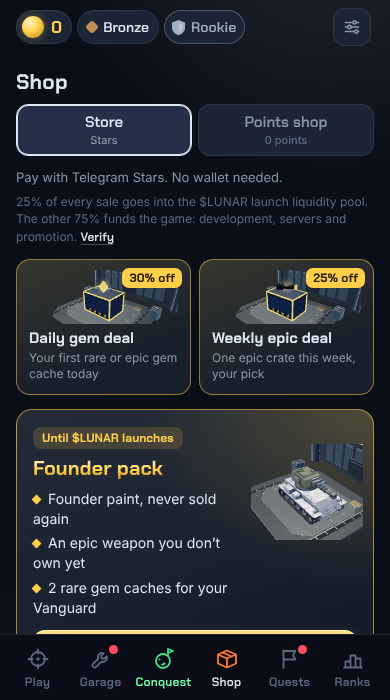 0 Bronze Rookie
Shop
Store
Stars
Points shop
0 points
Pay with Telegram Stars. No wallet needed.
25% of every sale goes into the $LUNAR launch liquidity pool.
The other 75% funds the game: development, servers and
promotion. Verify
30% off
Daily gem deal
Your first rare or epic gem
cache today
25% off
Weekly epic deal
One epic crate this week,
your pick
Until $LUNAR launches
Founder pack
Founder paint, never sold
again
An epic weapon you don't
own yet
2 rare gem caches for your
Vanguard
Play Garage Conquest Shop Quests Ranks